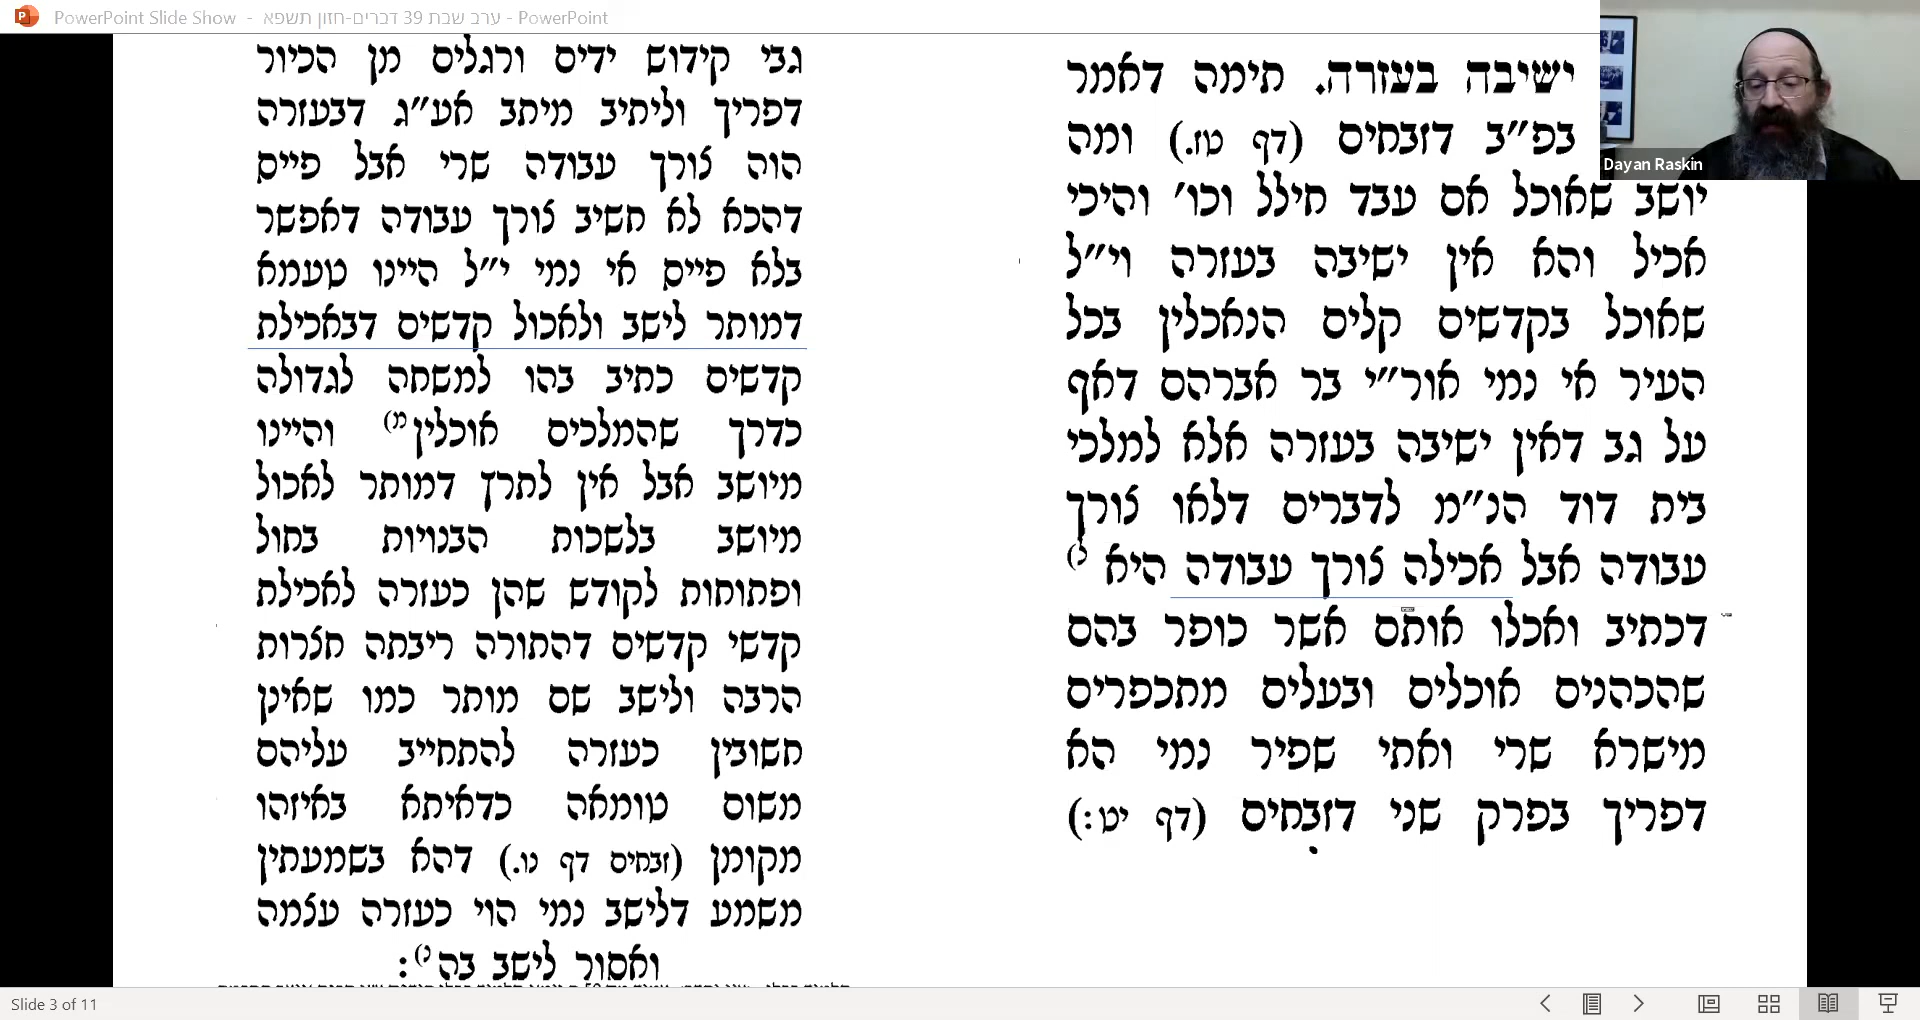 PowerPoint Slide Show - ערב שבת 39 דברים-חזון תשפא - PowerPoint
Dayan Raskin
ישיבה בעזרה. תימה דאמר
בפ״ב דזבחים (דף טז.) ומה
יושב שאוכל אם עבד חילל וכו׳ והיכי
אכיל והא אין ישיבה בעזרה וי״ל
שאוכל בקדשים קלים הנאכלין בכל
העיר אי נמי אור״י בר אברהם דאף
על גב דאין ישיבה בעזרה אלא למלכי
בית דוד הנ״מ לדברים דלאו צורך
עבודה אבל אכילה צורך עבודה היא ל)
דכתיב ואכלו אותם אשר כופר בהם
שהכהנים אוכלים ובעלים מתכפרים
מישרא שרי ואתי שפיר נמי הא
דפריך בפרק שני דזבחים (דף יט:)
גבי קידוש ידים ורגלים מן הכיור
דפריך וליתיב מיתב אע״ג דבעזרה
הוה צורך עבודה שרי אבל פייס
דהכא לא חשיב צורך עבודה דאפשר
בלא פייס אי נמי י״ל היינו טעמא
דמותר לישב ולאכול קדשים דבאכילת
קדשים כתיב בהו למשחה לגדולה
כדרך שהמלכים אוכלין מ) והיינו
מיושב אבל אין לתרץ דמותר לאכול
מיושב בלשכות הבנויות בחול
ופתוחות לקודש שהן כעזרה לאכילת
קדשי קדשים דהתורה ריבתה חצרות
הרבה ולישב שם מותר כמו שאינן
חשובין כעזרה להתחייב עליהם
משום טומאה כדאיתא באיזהו
מקומן (זבחים דף נו.) דהא בשמעתין
משמע דלישב נמי הוי כעזרה עצמה
ואסור לישב בה נ) :
Slide 3 of 11